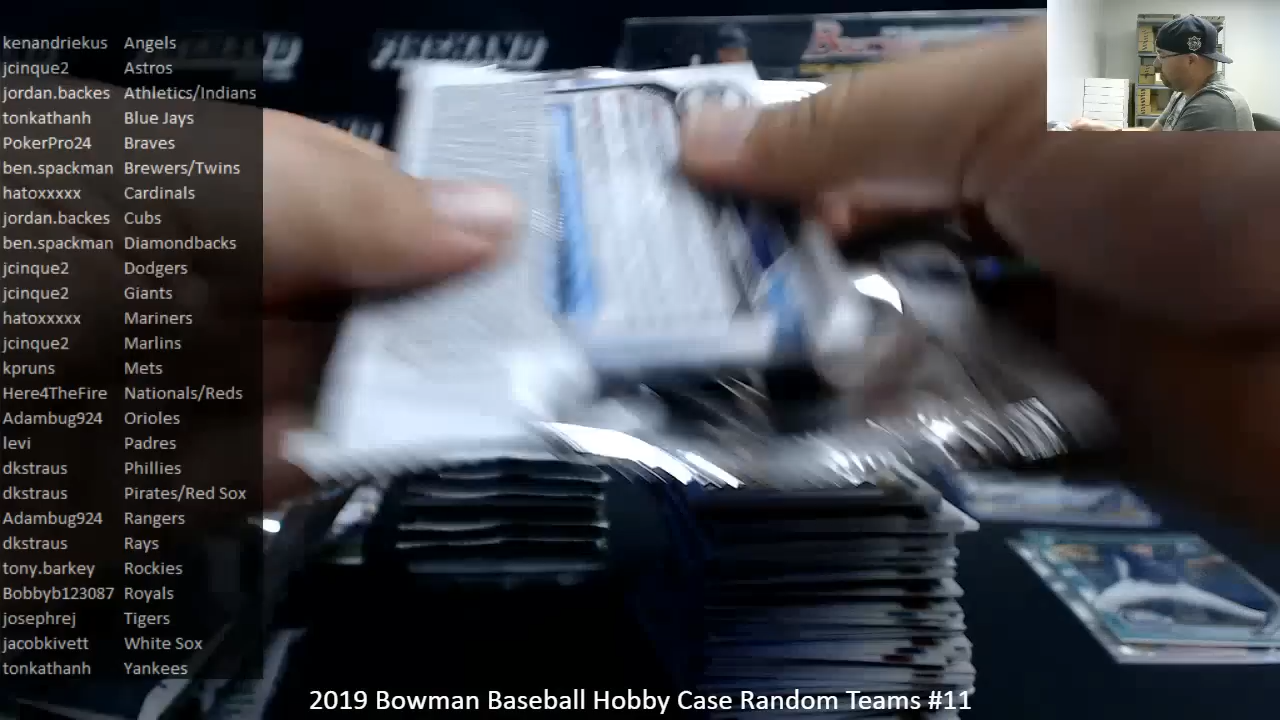 kenandriekus Angels
jcinque2 Astros
jordan.backes Athletics/Indians
tonkathanh Blue Jays
PokerPro24 Braves
ben.spackman Brewers/Twins
hatoxxxxx Cardinals
jordan.backes Cubs
ben.spackman Diamondbacks
jcinque2 Dodgers
jcinque2 Giants
hatoxxxxx Mariners
jcinque2 Marlins
kpruns Mets
Here4TheFire Nationals/Reds
Adambug924 Orioles
levi Padres
dkstraus Phillies
dkstraus Pirates/Red Sox
Adambug924 Rangers
dkstraus Rays
tony.barkey Rockies
Bobbyb123087 Royals
josephrej Tigers
jacobkivett White Sox
tonkathanh Yankees
2019 Bowman Baseball Hobby Case Random Teams #11